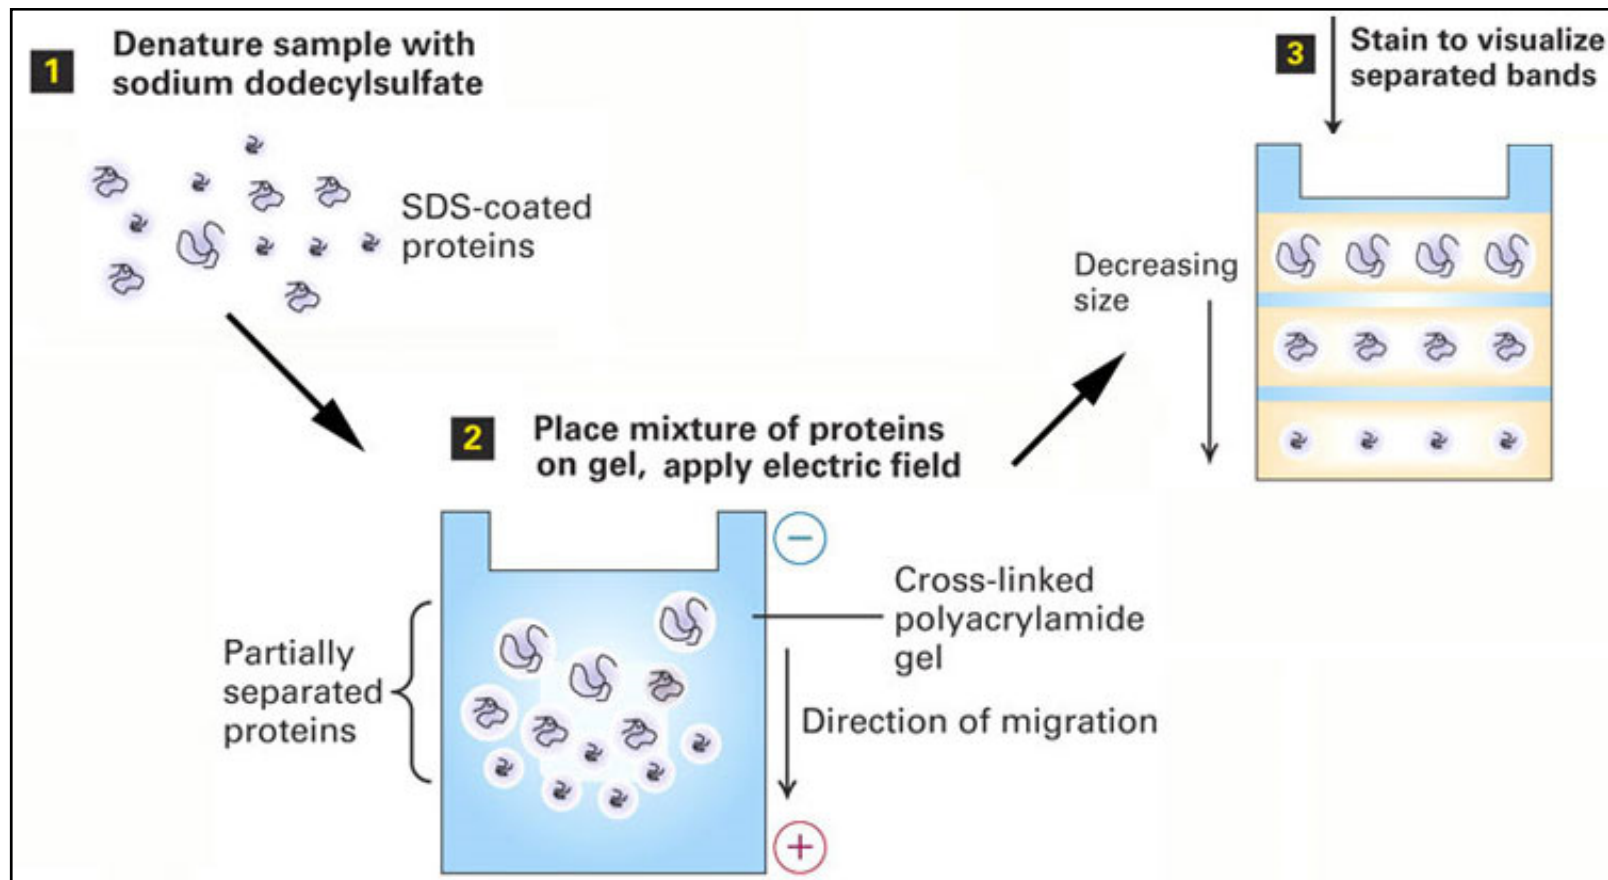 1
Denature sample with
sodium dodecylsulfate
SDS-coated
proteins
2
Place mixture of proteins
on gel, apply electric field
−
Cross-linked
polyacrylamide
gel
Partially
separated
proteins
Direction of migration
+
3
Stain to visualize
separated bands
Decreasing
size